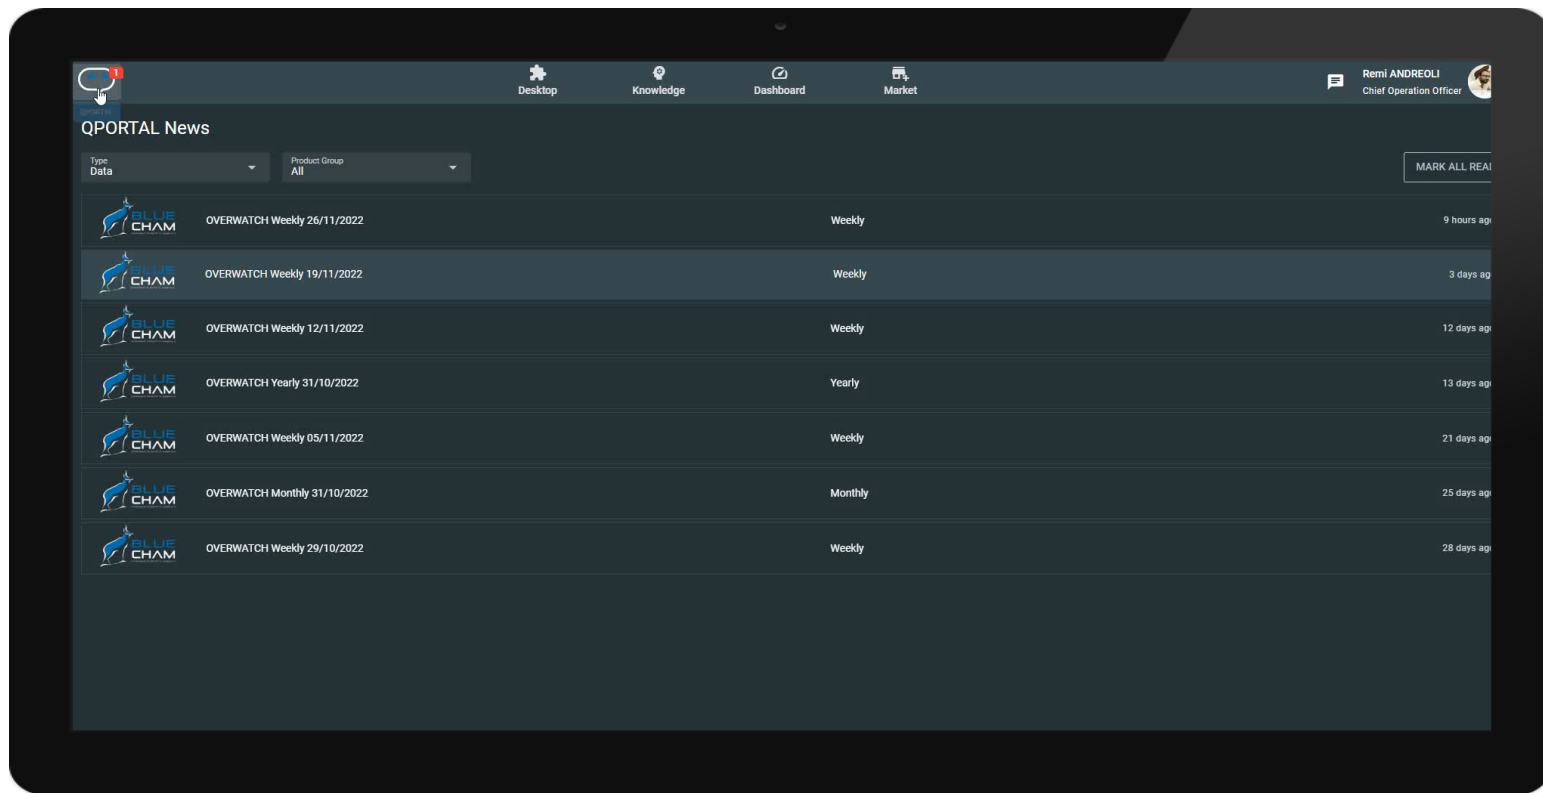 1
Desktop
Knowledge
Dashboard
Market
Remi ANDREOLI
Chief Operation Officer
QPORTAL
QPORTAL News
Type
Data
Product Group
All
MARK ALL REA
BLUE CHAM
OVERWATCH Weekly 26/11/2022
Weekly
9 hours ag
BLUE CHAM
OVERWATCH Weekly 19/11/2022
Weekly
3 days ag
BLUE CHAM
OVERWATCH Weekly 12/11/2022
Weekly
12 days ag
BLUE CHAM
OVERWATCH Yearly 31/10/2022
Yearly
13 days ag
BLUE CHAM
OVERWATCH Weekly 05/11/2022
Weekly
21 days ag
BLUE CHAM
OVERWATCH Monthly 31/10/2022
Monthly
25 days ag
BLUE CHAM
OVERWATCH Weekly 29/10/2022
Weekly
28 days ag